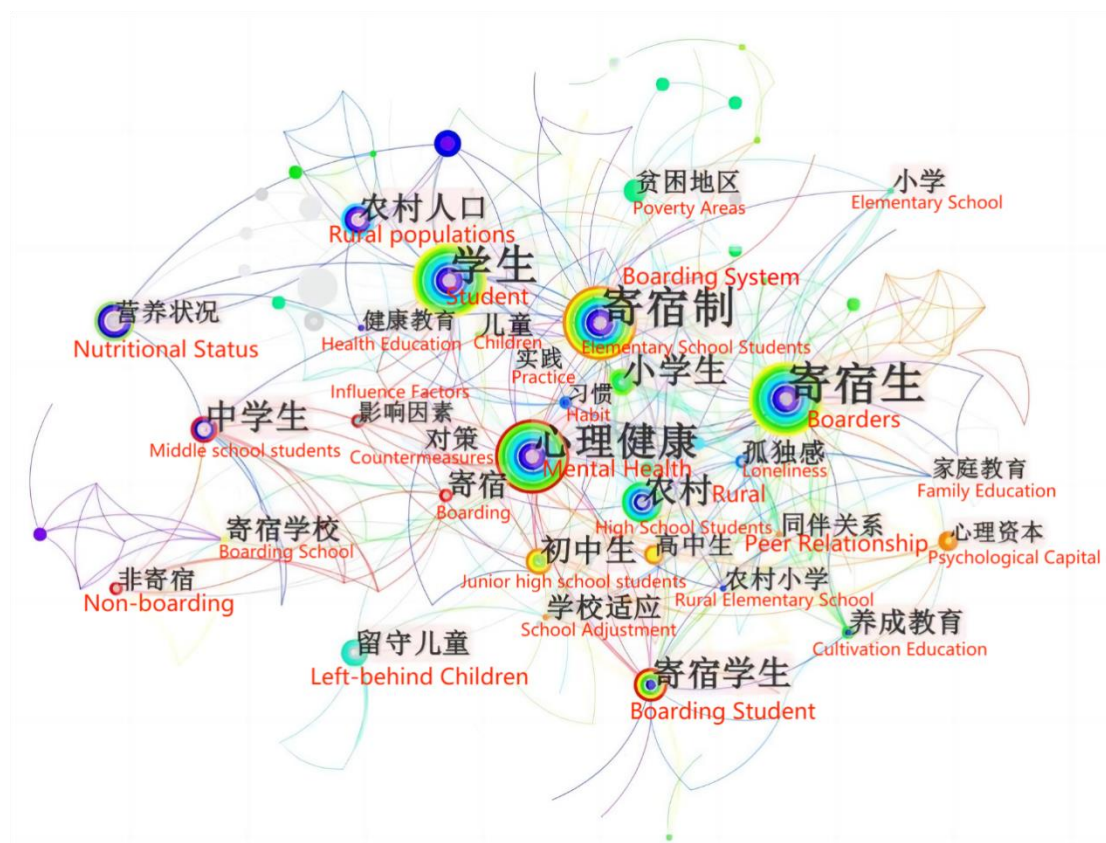 贫困地区
Poverty Areas
小学
Elementary School
农村人口
Rural populations
学生
Student
Boarding System
寄宿制
Elementary School Students
营养状况
Nutritional Status
健康教育
Health Education
儿童
Children
实践
Practice
小学生
寄宿生
Boarders
Influence Factors
影响因素
习惯
Habit
中学生
Middle school students
对策
Countermeasures
心理健康
Mental Health
孤独感
Loneliness
家庭教育
Family Education
寄宿
Boarding
农村
Rural
High School Students
寄宿学校
Boarding School
初中生
Junior high school students
高中生
同伴关系
Peer Relationship
心理资本
Psychological Capital
非寄宿
Non-boarding
农村小学
Rural Elementary School
学校适应
School Adjustment
养成教育
Cultivation Education
留守儿童
Left-behind Children
寄宿学生
Boarding Student